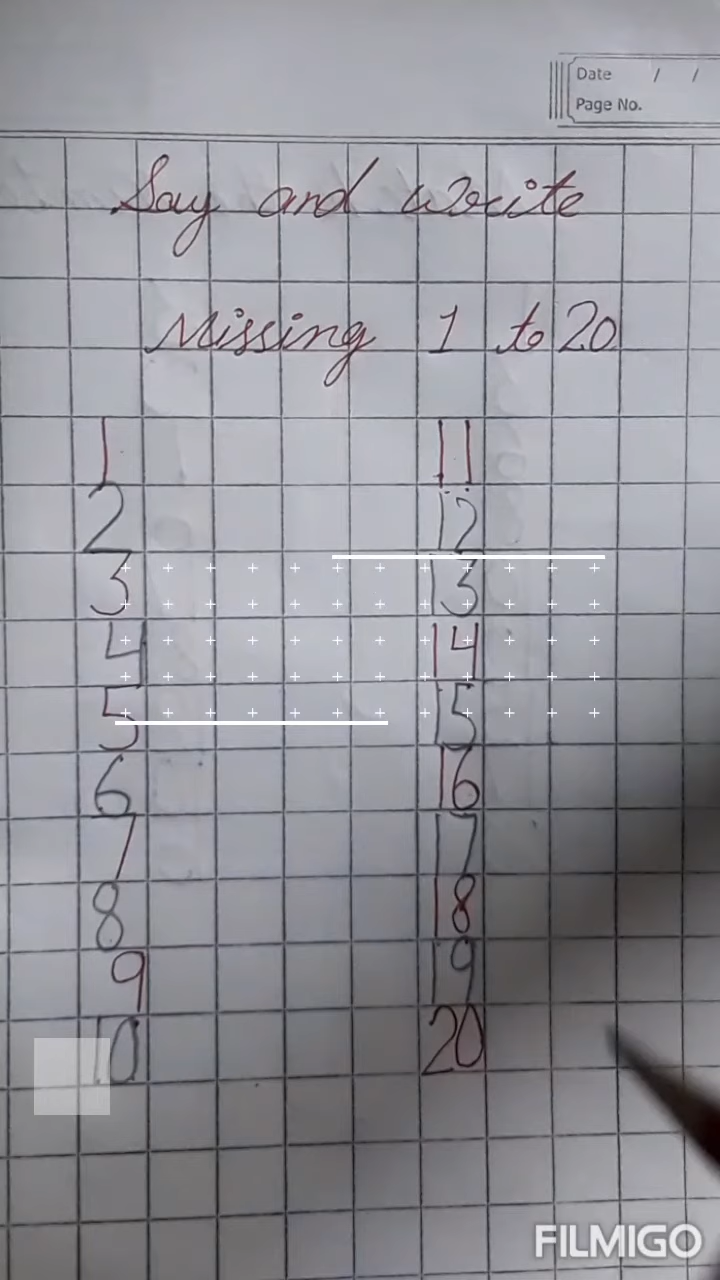 Date / /
Page No.
Say and Write
Missing 1 to 20
1 11
2 12
3 13
4 14
5 15
6 16
7 17
8 18
9 19
10 20
FILMIGO